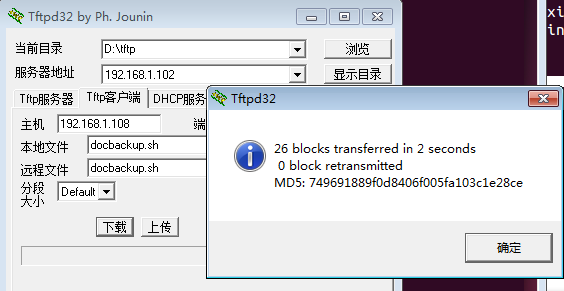 Tftpd32 by Ph. Jounin
当前目录 D:\tftp 浏览
服务器地址 192.168.1.102 显示目录
Tftp服务器 Tftp客户端 DHCP服务
主机 192.168.1.108 端
本地文件 docbackup.sh
远程文件 docbackup.sh
分段
大小 Default
下载 上传
Tftpd32
26 blocks transferred in 2 seconds
0 block retransmitted
MD5: 749691889f0d8406f005fa103c1e28ce
确定
xi
in